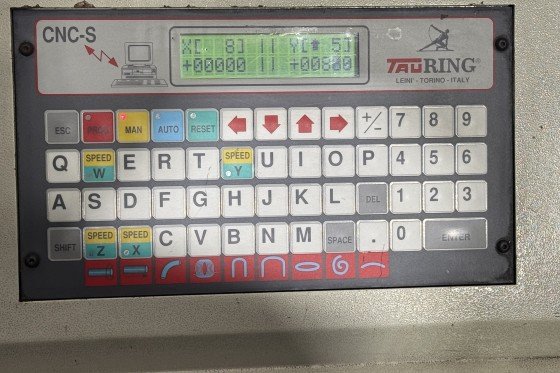 CNC-S
X[ 8] || Y[⬆ 5]
+00000 || +00800
TAURING®
LEINI - TORINO - ITALY
ESC PROG MAN AUTO RESET +/− 7 8 9
Q SPEED W E R T SPEED Y U I O P 4 5 6
A S D F G H J K L DEL 1 2 3
SHIFT SPEED Z SPEED X C V B N M SPACE . 0 ENTER